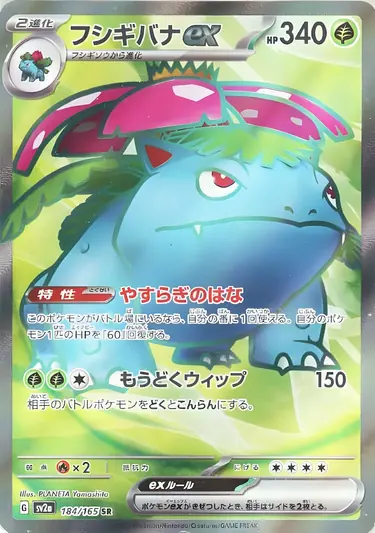 2進化
フシギバナex
HP340
フシギソウから進化
特性 やすらぎのはな
このポケモンがバトル場にいるなら、自分の番に1回使える。自分のポケ
モン1匹のHPを「60」回復する。
もうどくウィップ 150
相手のバトルポケモンをどくとこんらんにする。
弱点 ×2 抵抗力 にげる
Illus. PLANETA Yamashita
exルール
G sv2a 184/165 SR
ポケモンexがきぜつしたとき、相手はサイドを2枚とる。